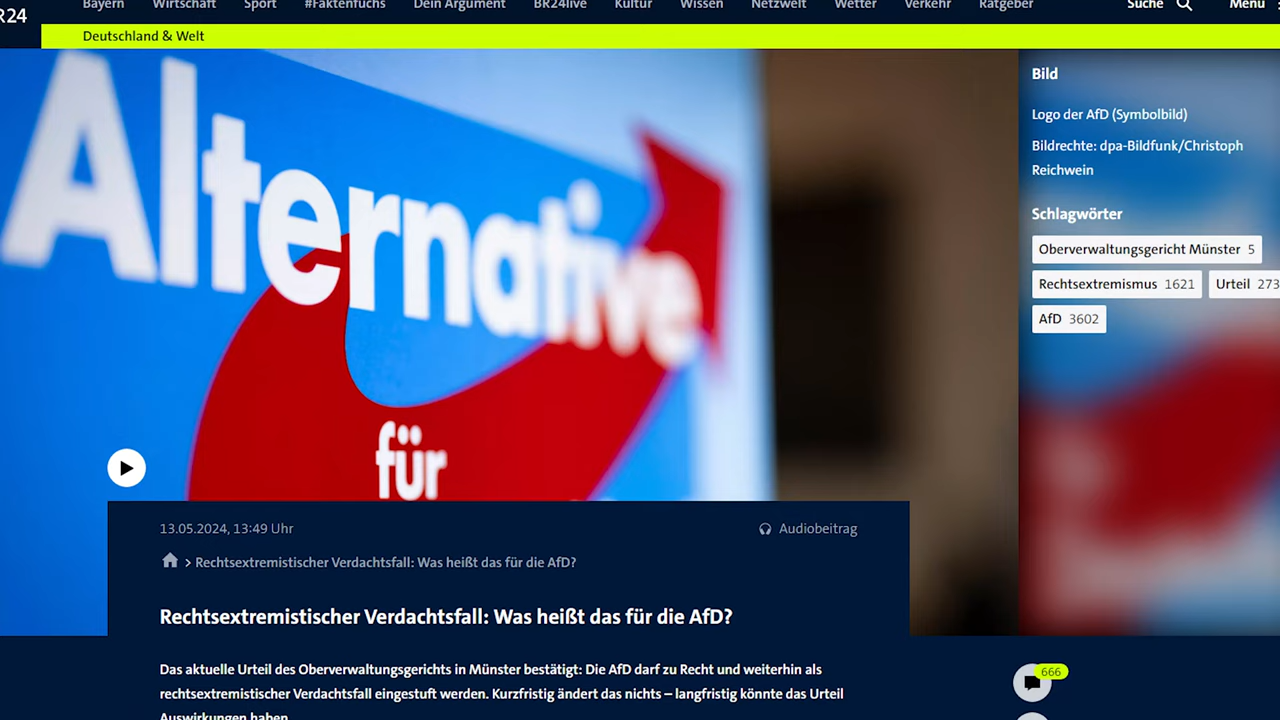 R24
Bayern Wirtschaft Sport #Faktenfuchs Dein Argument BR24live Kultur Wissen Netzwelt Wetter Verkehr Ratgeber Suche Menü
Deutschland & Welt
Alternative
für
Bild
Logo der AfD (Symbolbild)
Bildrechte: dpa-Bildfunk/Christoph
Reichwein
Schlagwörter
Oberverwaltungsgericht Münster 5
Rechtsextremismus 1621 Urteil 273
AfD 3602
13.05.2024, 13:49 Uhr Audiobeitrag
Rechtsextremistischer Verdachtsfall: Was heißt das für die AfD?
Rechtsextremistischer Verdachtsfall: Was heißt das für die AfD?
Das aktuelle Urteil des Oberverwaltungsgerichts in Münster bestätigt: Die AfD darf zu Recht und weiterhin als
rechtsextremistischer Verdachtsfall eingestuft werden. Kurzfristig ändert das nichts – langfristig könnte das Urteil
Auswirkungen haben.
666